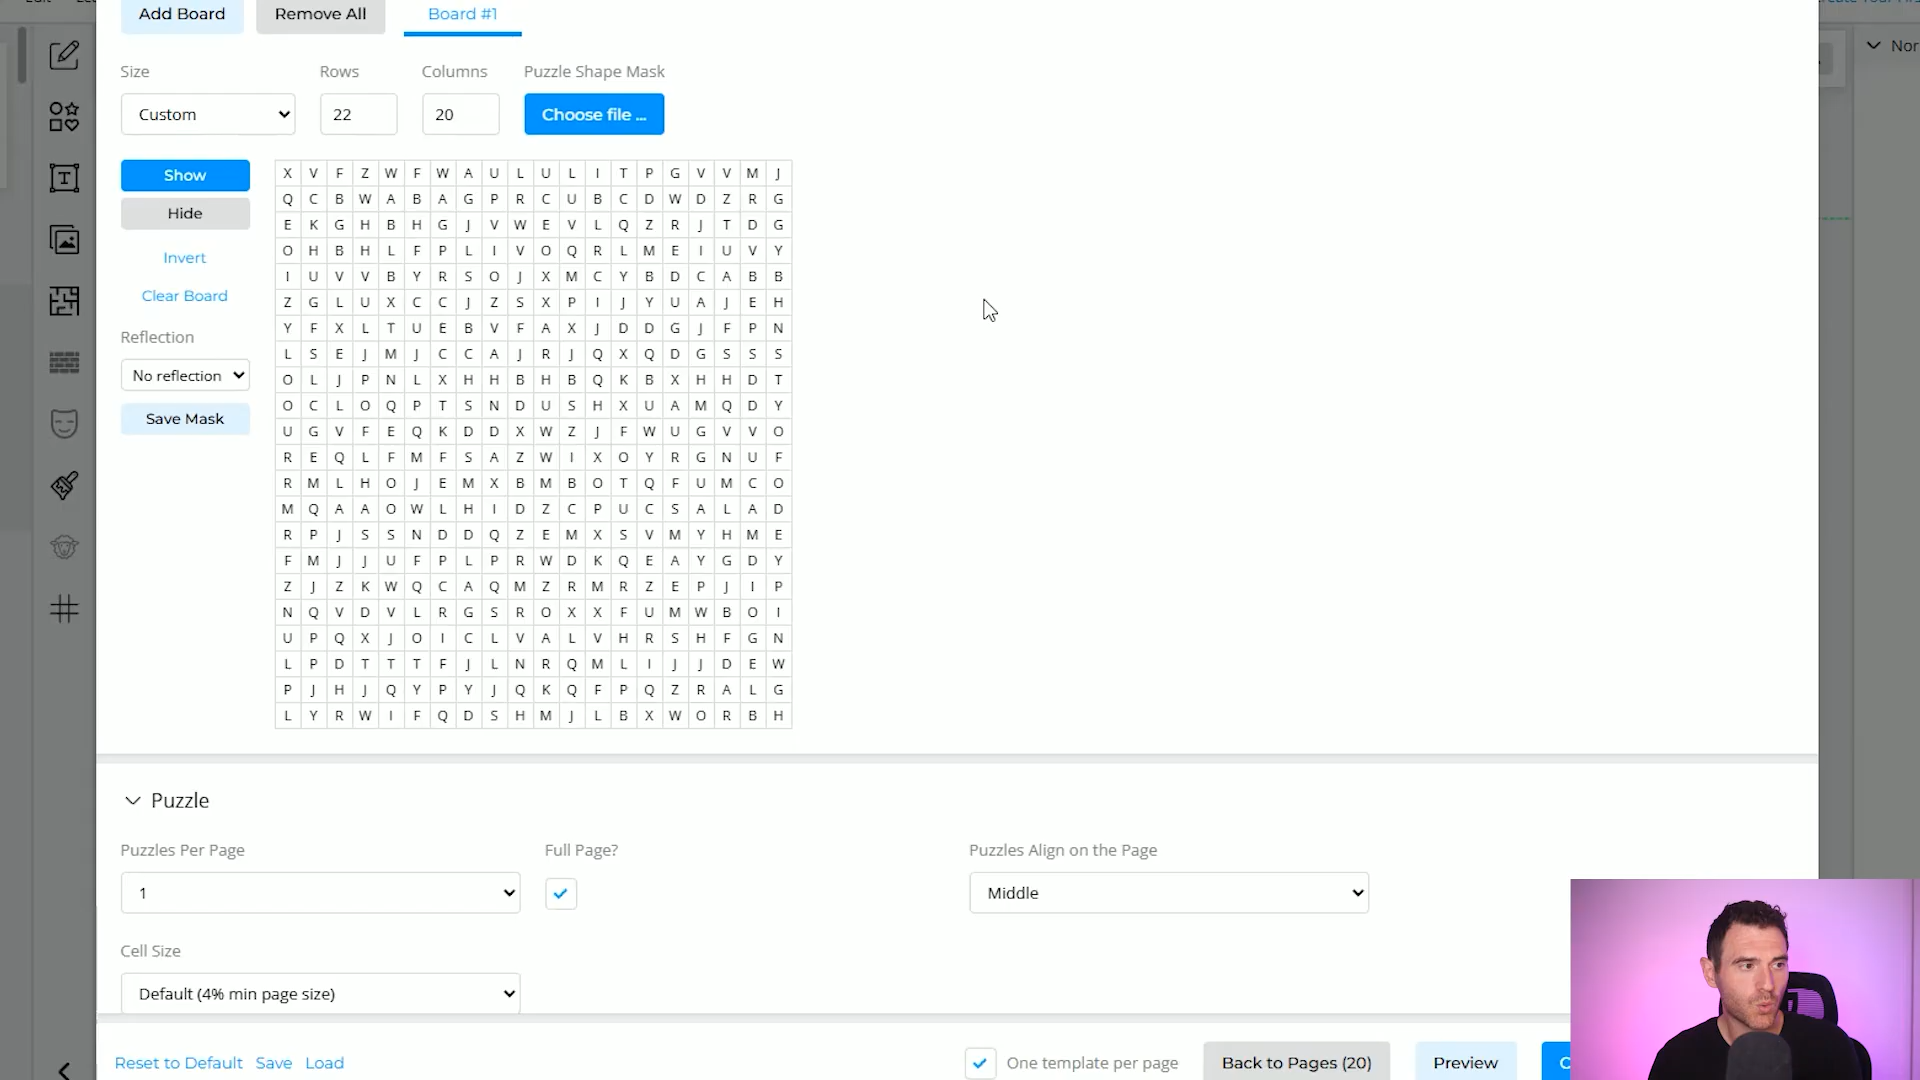 Add Board
Remove All
Board #1
Nor
Size
Rows
Columns
Puzzle Shape Mask
Custom
22
20
Choose file ...
Show
Hide
Invert
Clear Board
Reflection
No reflection
Save Mask
X V F Z W F W A U L U L I T P G V V M J
Q C B W A B A G P R C U B C D W D Z R G
E K G H B H G J V W E V L Q Z R J T D G
O H B H L F P L I V O Q R L M E I U V Y
I U V V B Y R S O J X M C Y B D C A B B
Z G L U X C C J Z S X P I J Y U A J E H
Y F X L T U E B V F A X J D D G J F P N
L S E J M J C C A J R J Q X Q D G S S S
O L J P N L X H H B H B Q K B X H H D T
O C L O Q P T S N D U S H X U A M Q D Y
U G V F E Q K D D X W Z J F W U G V V O
R E Q L F M F S A Z W I X O Y R G N U F
R M L H O J E M X B M B O T Q F U M C O
M Q A A O W L H I D Z C P U C S A L A D
R P J S S N D D Q Z E M X S V M Y H M E
F M J J U F P L P R W D K Q E A Y G D Y
Z J Z K W Q C A Q M Z R M R Z E P J I P
N Q V D V L R G S R O X X F U M W B O I
U P Q X J O I C L V A L V H R S H F G N
L P D T T T F J L N R Q M L I J J D E W
P J H J Q Y P Y J Q K Q F P Q Z R A L G
L Y R W I F Q D S H M J L B X W O R B H
Puzzle
Puzzles Per Page
Full Page?
Puzzles Align on the Page
1
Middle
Cell Size
Default (4% min page size)
Reset to Default
Save
Load
One template per page
Back to Pages (20)
Preview